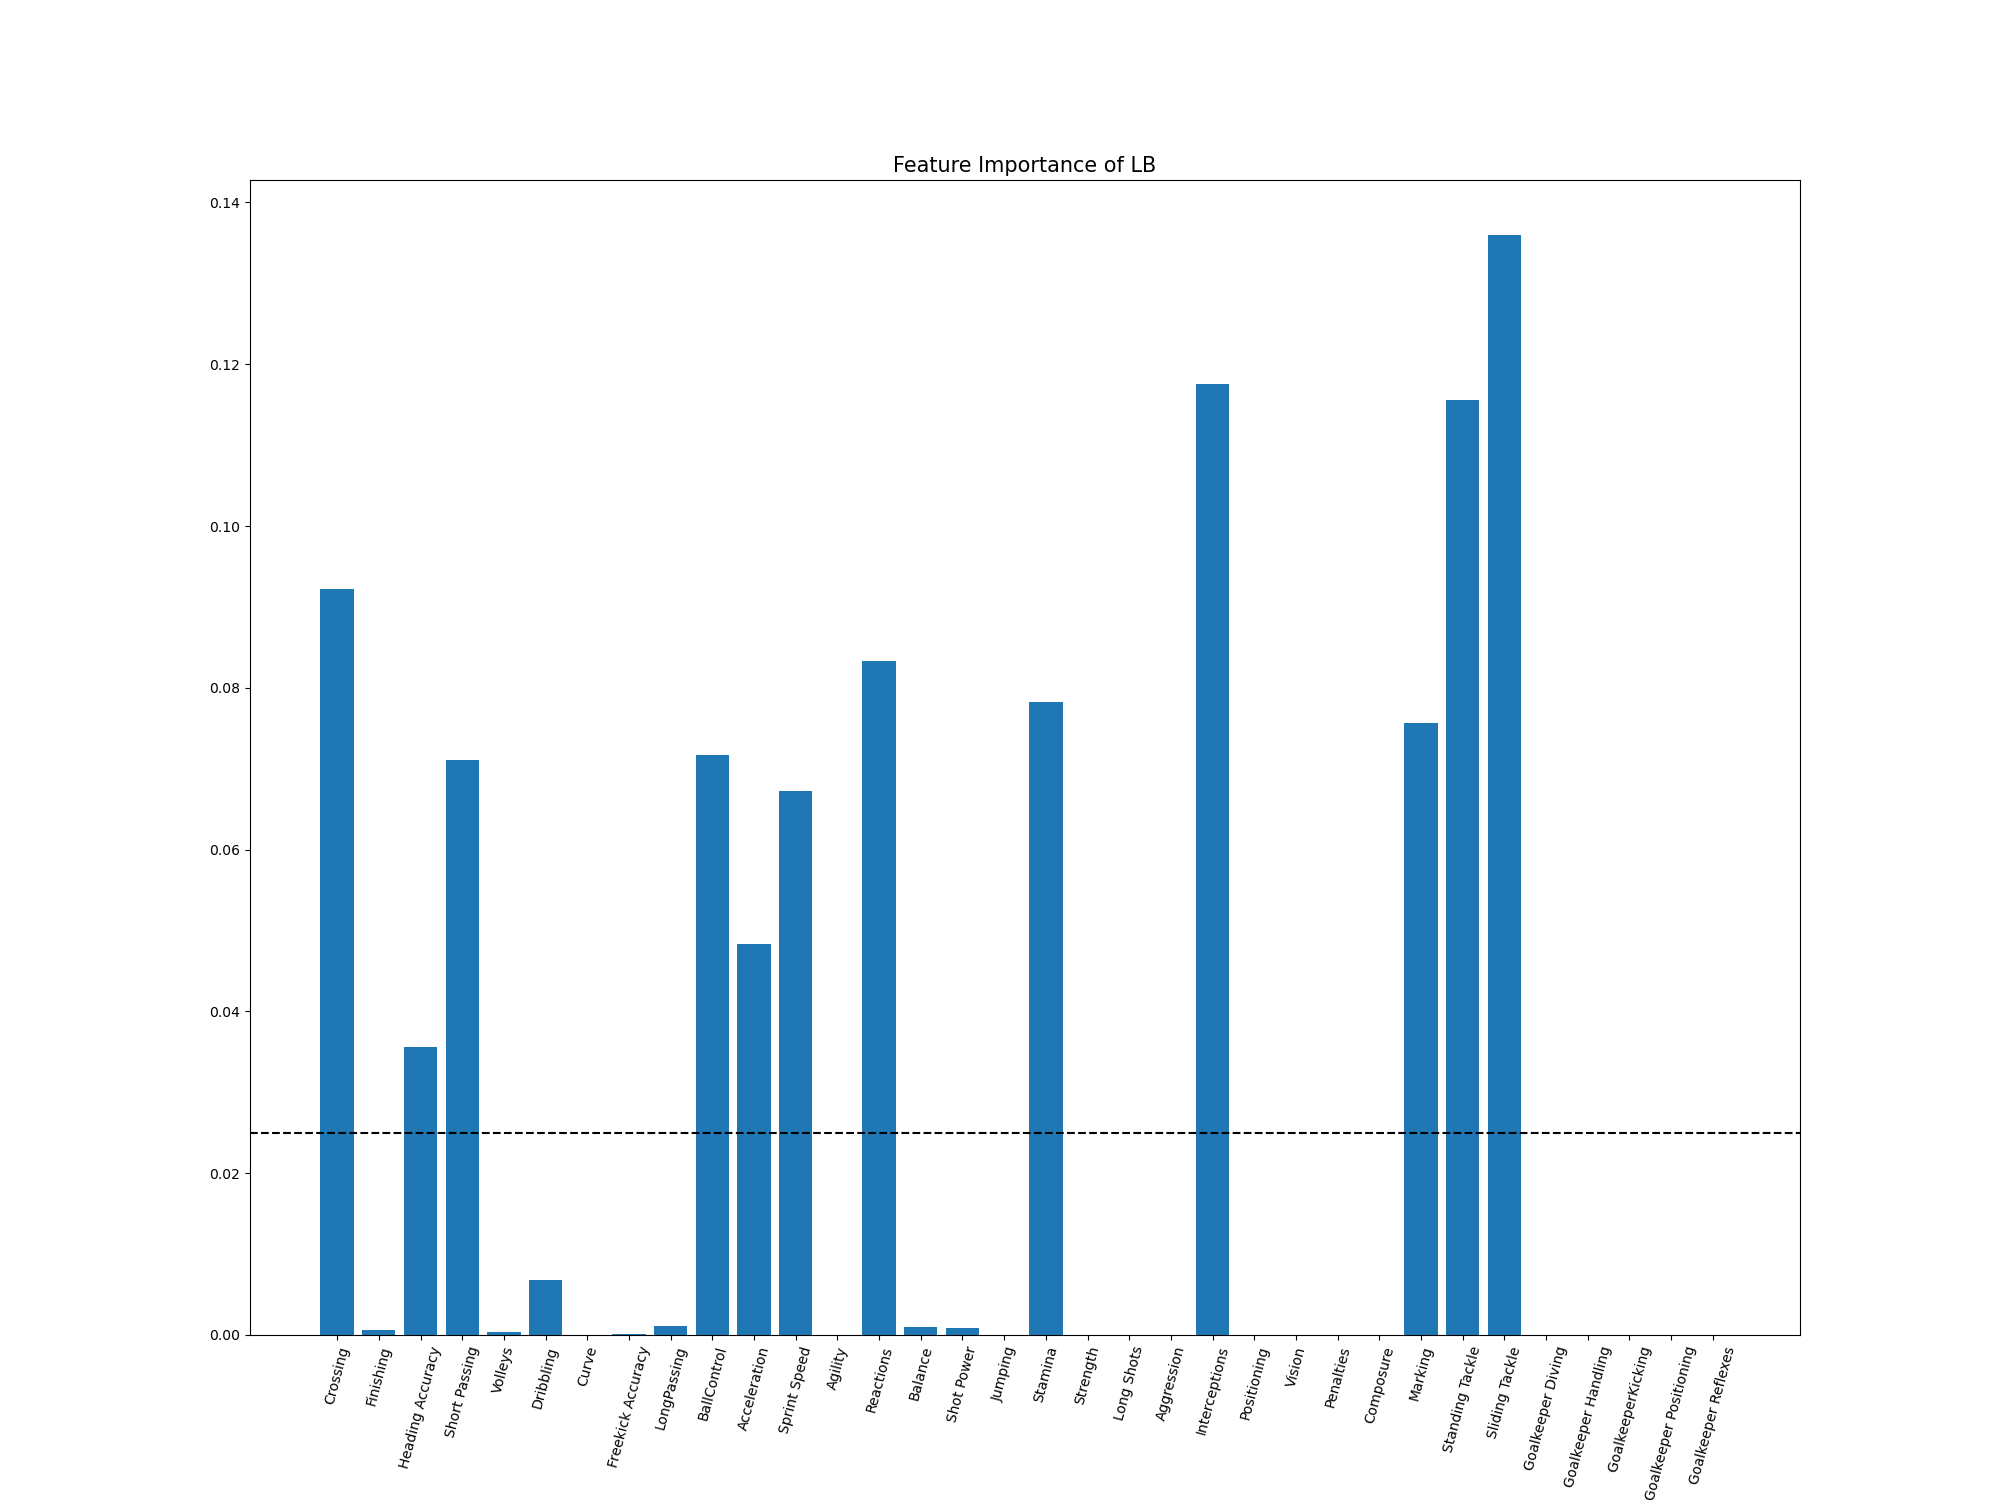 Feature Importance of LB
0.14
0.12
0.10
0.08
0.06
0.04
0.02
0.00
Crossing
Finishing
Heading Accuracy
Short Passing
Volleys
Dribbling
Curve
Freekick Accuracy
LongPassing
BallControl
Acceleration
Sprint Speed
Agility
Reactions
Balance
Shot Power
Jumping
Stamina
Strength
Long Shots
Aggression
Interceptions
Positioning
Vision
Penalties
Composure
Marking
Standing Tackle
Sliding Tackle
Goalkeeper Diving
Goalkeeper Handling
GoalkeeperKicking
Goalkeeper Positioning
Goalkeeper Reflexes